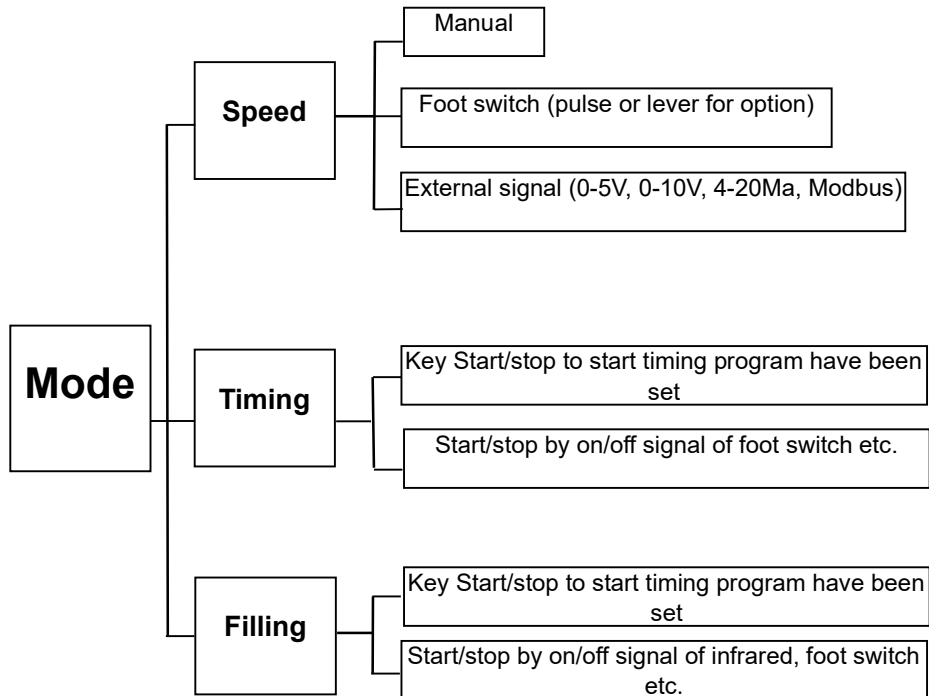 Mode
Speed
Manual
Foot switch (pulse or lever for option)
External signal (0-5V, 0-10V, 4-20Ma, Modbus)
Timing
Key Start/stop to start timing program have been
set
Start/stop by on/off signal of foot switch etc.
Filling
Key Start/stop to start timing program have been
set
Start/stop by on/off signal of infrared, foot switch
etc.